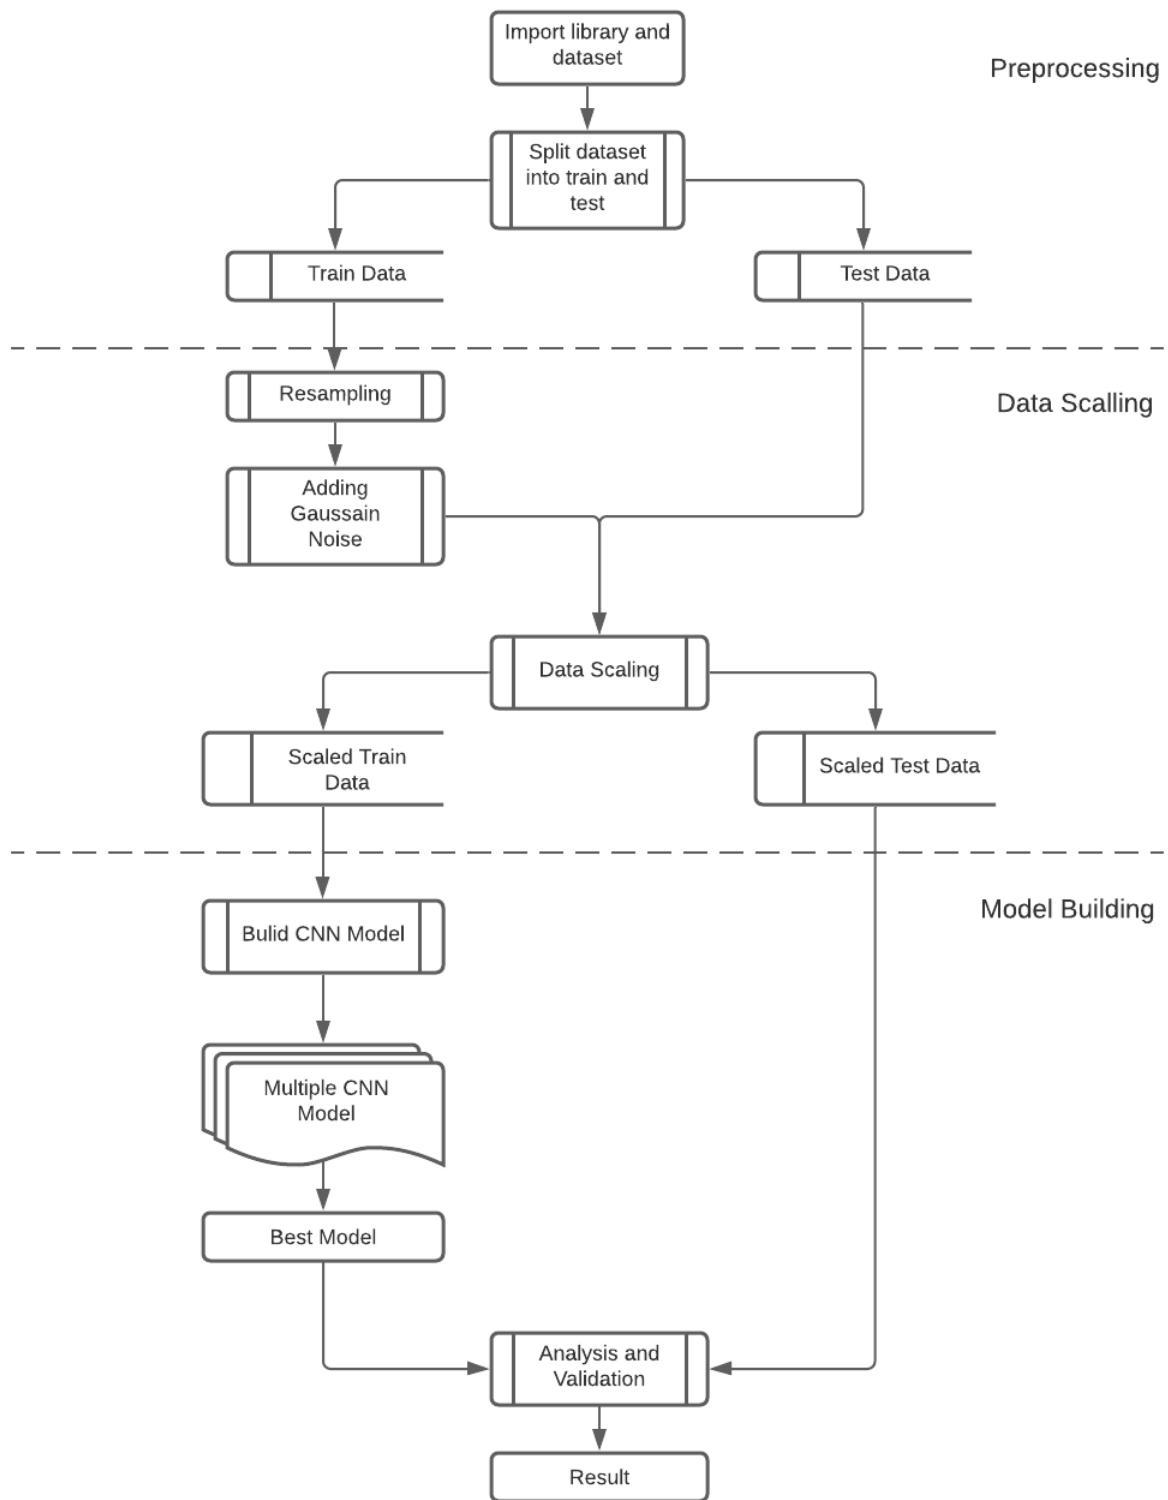 Import library and
dataset
Preprocessing
Split dataset
into train and
test
Train Data
Test Data
Resampling
Data Scalling
Adding
Gaussain
Noise
Data Scaling
Scaled Train
Data
Scaled Test Data
Bulid CNN Model
Model Building
Multiple CNN
Model
Best Model
Analysis and
Validation
Result